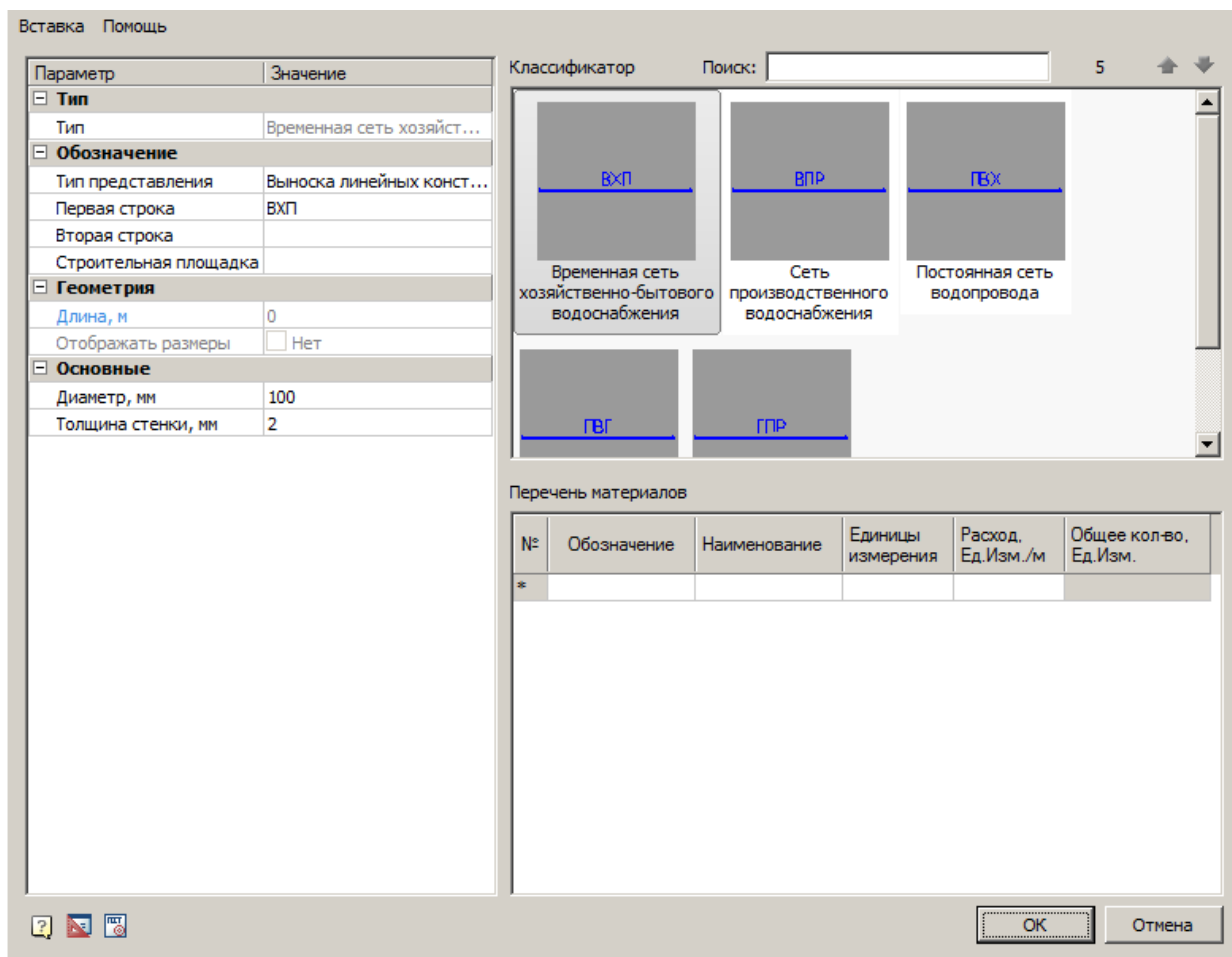 Вставка Помощь
Параметр Значение
Тип
Тип Временная сеть хозяйст...
Обозначение
Тип представления Выноска линейных конст...
Первая строка ВХП
Вторая строка
Строительная площадка
Геометрия
Длина, м 0
Отображать размеры Нет
Основные
Диаметр, мм 100
Толщина стенки, мм 2
Классификатор Поиск: 5
ВХП ВПР ПВХ
Временная сеть
хозяйственно-бытового
водоснабжения
Сеть
производственного
водоснабжения
Постоянная сеть
водопровода
ПВГ ГПР
Перечень материалов
№ Обозначение Наименование
Единицы
измерения
Расход,
Ед.Изм./м
Общее кол-во,
Ед.Изм.
*
ОК Отмена